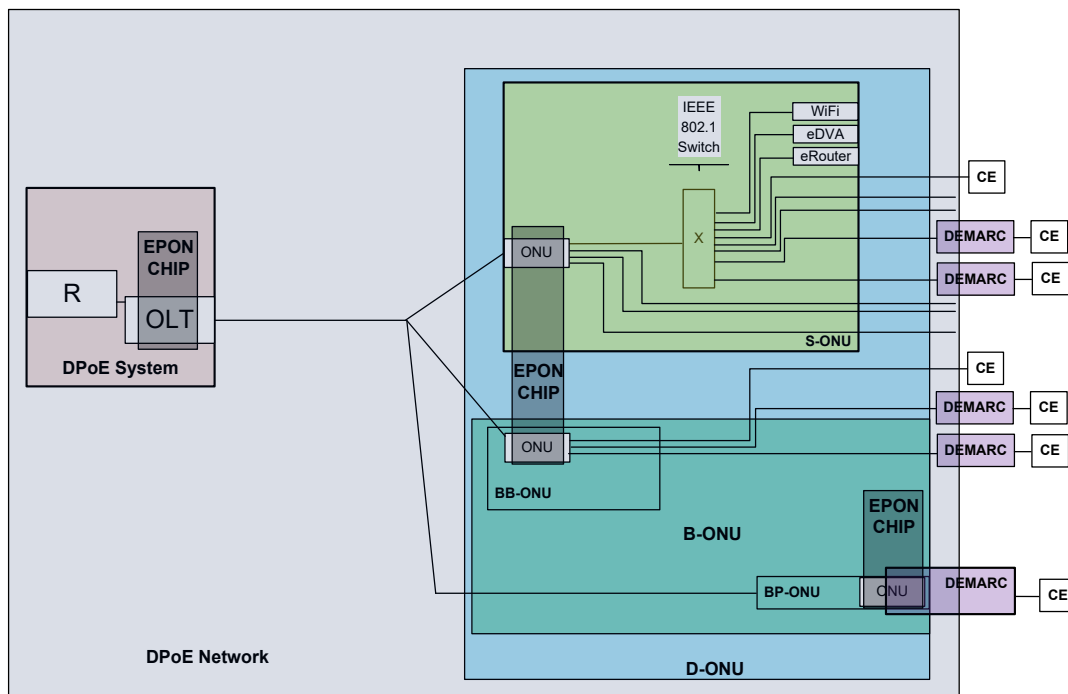 IEEE
802.1
Switch
WiFi
eDVA
eRouter
CE
EPON
CHIP
ONU
X
DEMARC
CE
R
OLT
DEMARC
CE
DPoE System
S-ONU
EPON
CHIP
CE
DEMARC
CE
ONU
DEMARC
CE
BB-ONU
B-ONU
EPON
CHIP
BP-ONU
ONU
DEMARC
CE
DPoE Network
D-ONU